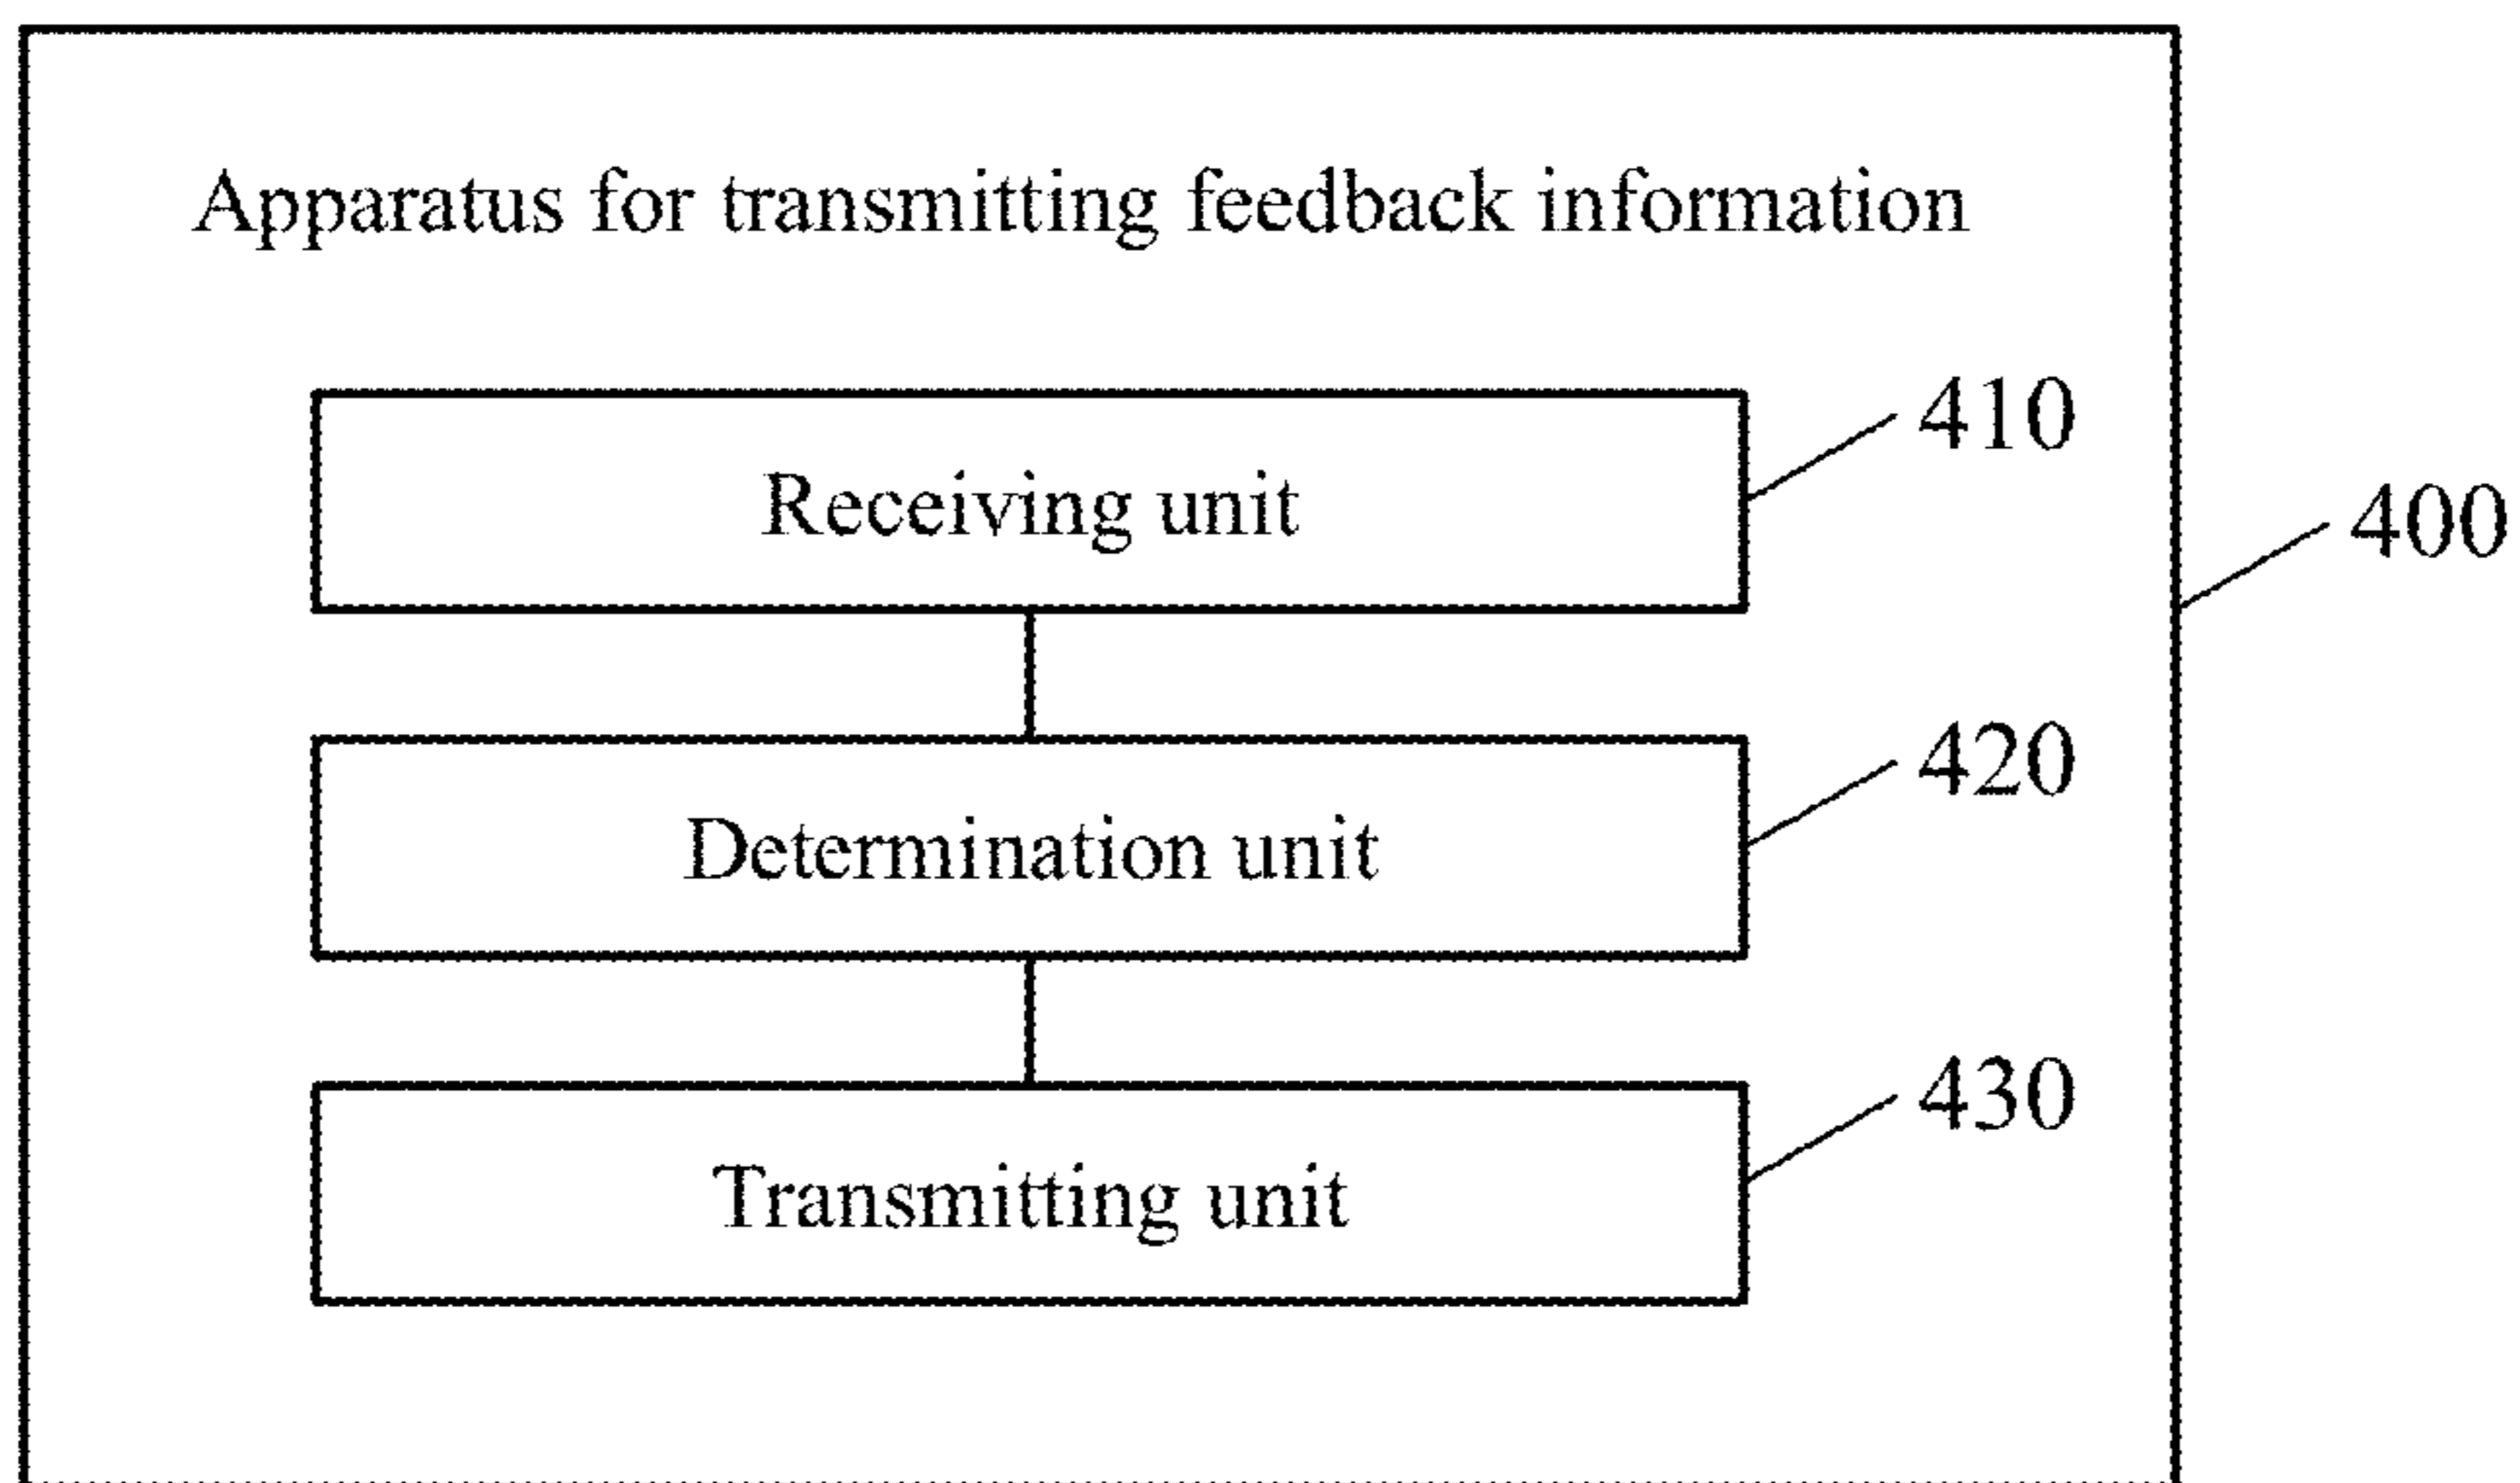 Apparatus for transmitting feedback information
410
Receiving unit
400
420
Determination unit
430
Transmitting unit